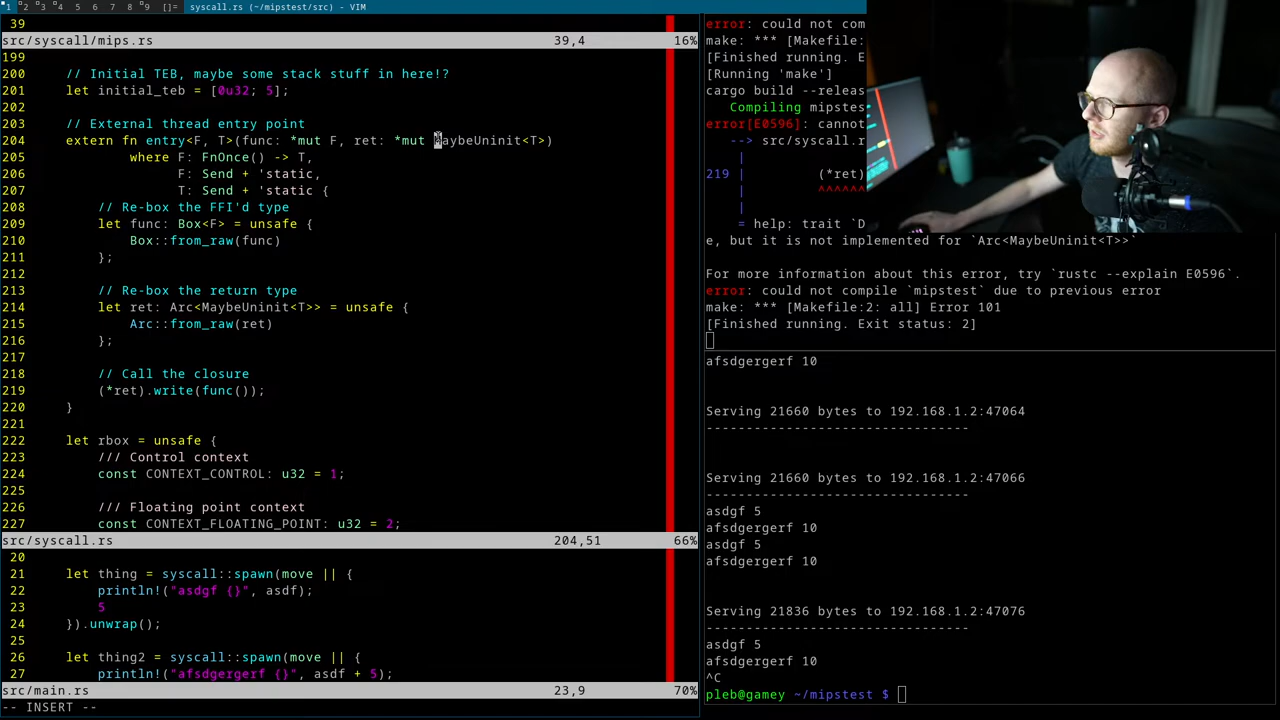 1 2 3 4 5 6 7 8 9 []= syscall.rs (~/mipstest/src) - VIM
39
src/syscall/mips.rs 39,4 16%
199
200 // Initial TEB, maybe some stack stuff in here!?
201 let initial_teb = [0u32; 5];
202
203 // External thread entry point
204 extern fn entry<F, T>(func: *mut F, ret: *mut MaybeUninit<T>)
205 where F: FnOnce() -> T,
206 F: Send + 'static,
207 T: Send + 'static {
208 // Re-box the FFI'd type
209 let func: Box<F> = unsafe {
210 Box::from_raw(func)
211 };
212
213 // Re-box the return type
214 let ret: Arc<MaybeUninit<T>> = unsafe {
215 Arc::from_raw(ret)
216 };
217
218 // Call the closure
219 (*ret).write(func());
220 }
221
222 let rbox = unsafe {
223 /// Control context
224 const CONTEXT_CONTROL: u32 = 1;
225
226 /// Floating point context
227 const CONTEXT_FLOATING_POINT: u32 = 2;
src/syscall.rs 204,51 66%
20
21 let thing = syscall::spawn(move || {
22 println!("asdgf {}", asdf);
23 5
24 }).unwrap();
25
26 let thing2 = syscall::spawn(move || {
27 println!("afsdgergerf {}", asdf + 5);
src/main.rs 23,9 70%
-- INSERT --
error: could not com
make: *** [Makefile:
[Finished running. E
[Running 'make']
cargo build --releas
Compiling mipstes
error[E0596]: cannot
--> src/syscall.r
|
219 | (*ret)
| ^^^^^^
|
= help: trait `D
e, but it is not implemented for `Arc<MaybeUninit<T>>`
For more information about this error, try `rustc --explain E0596`.
error: could not compile `mipstest` due to previous error
make: *** [Makefile:2: all] Error 101
[Finished running. Exit status: 2]
afsdgergerf 10
Serving 21660 bytes to 192.168.1.2:47064
---------------------------------
Serving 21660 bytes to 192.168.1.2:47066
---------------------------------
asdgf 5
afsdgergerf 10
asdgf 5
afsdgergerf 10
Serving 21836 bytes to 192.168.1.2:47076
---------------------------------
asdgf 5
afsdgergerf 10
^C
pleb@gamey ~/mipstest $